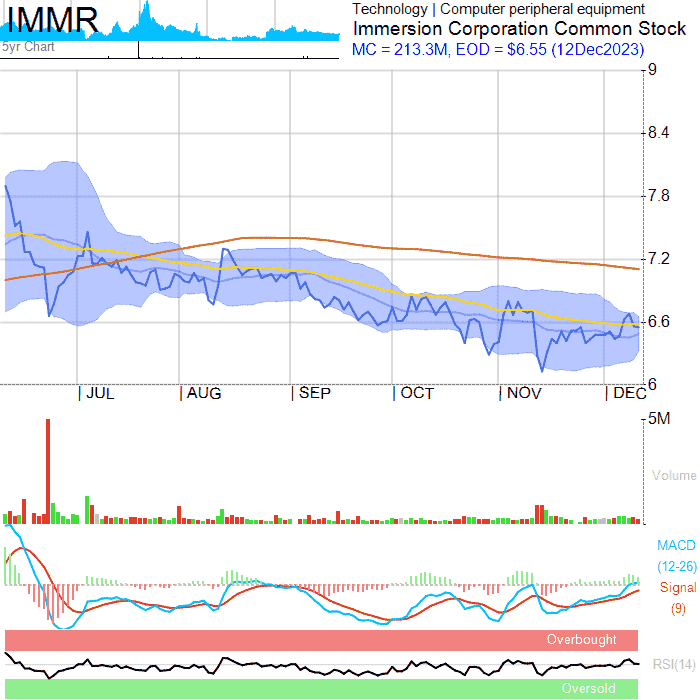 IMMR
5yr Chart
Technology | Computer peripheral equipment
Immersion Corporation Common Stock
MC = 213.3M, EOD = $6.55 (12Dec2023)
9
8.4
7.8
7.2
6.6
6
| JUL | AUG | SEP | OCT | NOV | DEC
5M
Volume
MACD
(12-26)
Signal
(9)
Overbought
RSI(14)
Oversold